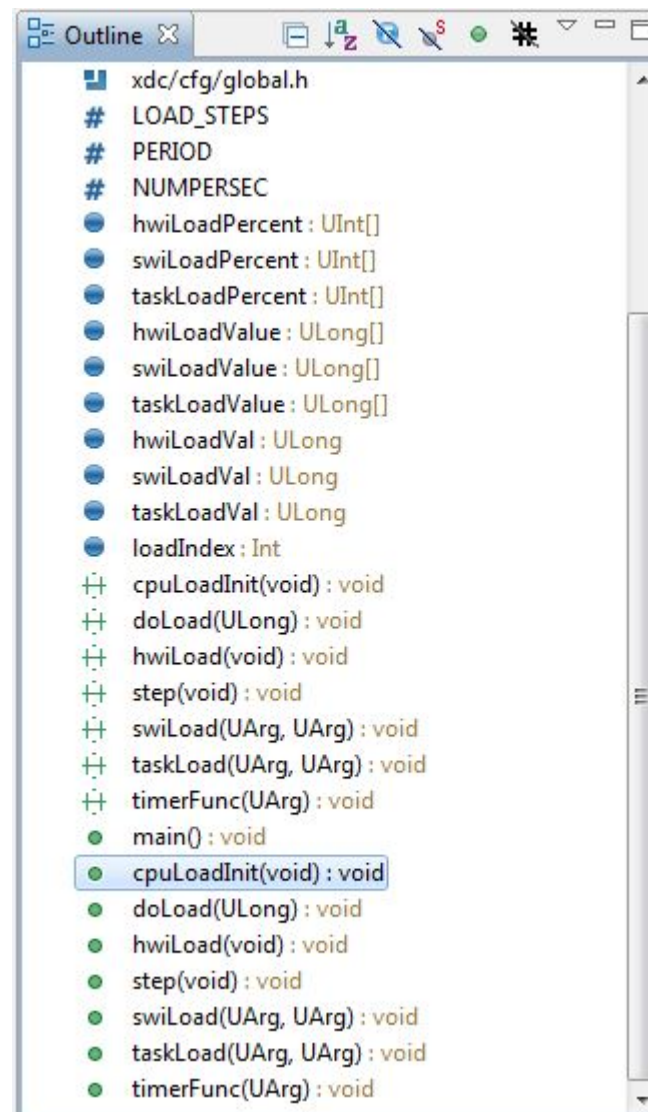 Outline
xdc/cfg/global.h
# LOAD_STEPS
# PERIOD
# NUMPERSEC
hwiLoadPercent : UInt[]
swiLoadPercent : UInt[]
taskLoadPercent : UInt[]
hwiLoadValue : ULong[]
swiLoadValue : ULong[]
taskLoadValue : ULong[]
hwiLoadVal : ULong
swiLoadVal : ULong
taskLoadVal : ULong
loadIndex : Int
cpuLoadInit(void) : void
doLoad(ULong) : void
hwiLoad(void) : void
step(void) : void
swiLoad(UArg, UArg) : void
taskLoad(UArg, UArg) : void
timerFunc(UArg) : void
main() : void
cpuLoadInit(void) : void
doLoad(ULong) : void
hwiLoad(void) : void
step(void) : void
swiLoad(UArg, UArg) : void
taskLoad(UArg, UArg) : void
timerFunc(UArg) : void